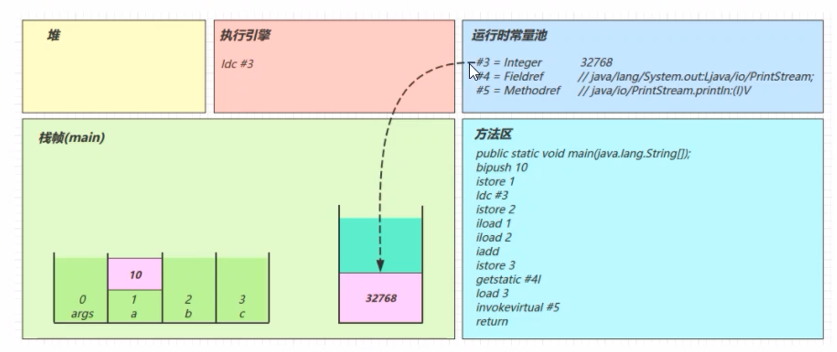 堆
执行引擎
ldc #3
运行时常量池
#3 = Integer 32768
#4 = Fieldref // java/lang/System.out:Ljava/io/PrintStream;
#5 = Methodref // java/io/PrintStream.println:(I)V
栈帧(main)
10
0 1 2 3
args a b c
32768
方法区
public static void main(java.lang.String[]);
bipush 10
istore 1
ldc #3
istore 2
iload 1
iload 2
iadd
istore 3
getstatic #4l
load 3
invokevirtual #5
return